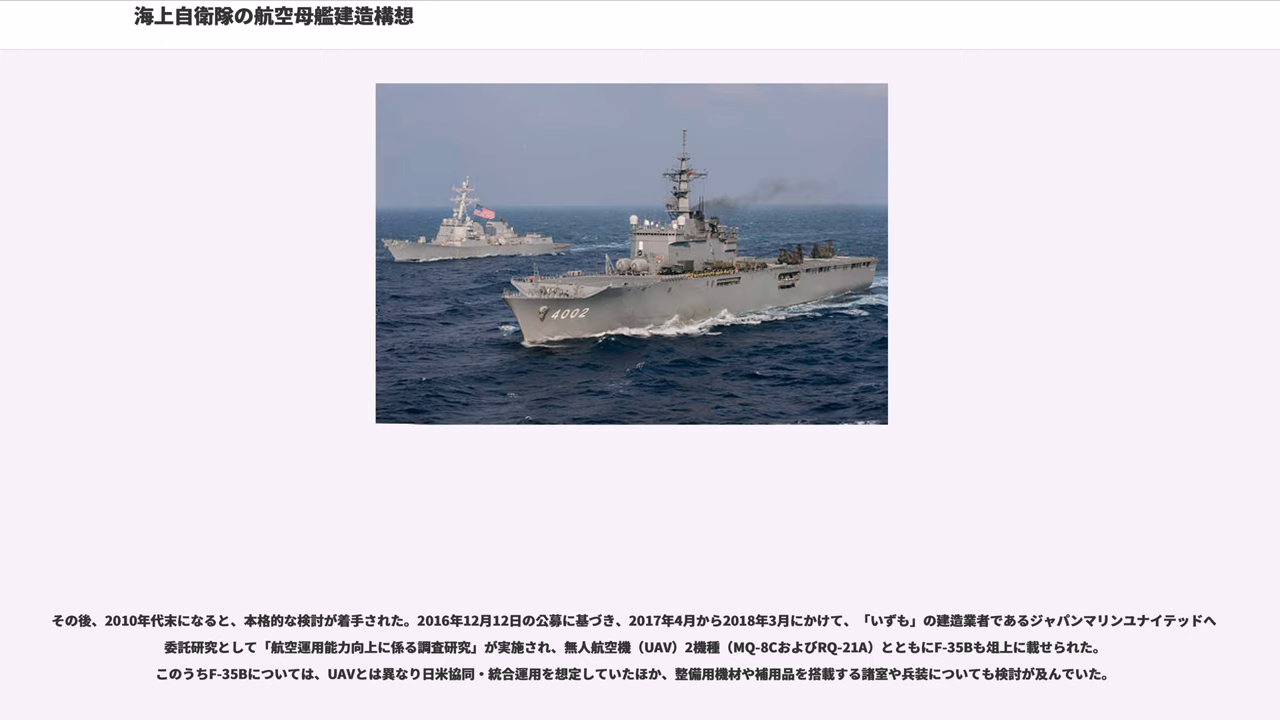 海上自衛隊の航空母艦建造構想
4002
その後、2010年代末になると、本格的な検討が着手された。2016年12月12日の公募に基づき、2017年4月から2018年3月にかけて、「いずも」の建造業者であるジャパンマリンユナイテッドへ
委託研究として「航空運用能力向上に係る調査研究」が実施され、無人航空機（UAV）2機種（MQ-8CおよびRQ-21A）とともにF-35Bも俎上に載せられた。
このうちF-35Bについては、UAVとは異なり日米協同・統合運用を想定していたほか、整備用機材や補用品を搭載する諸室や兵装についても検討が及んでいた。